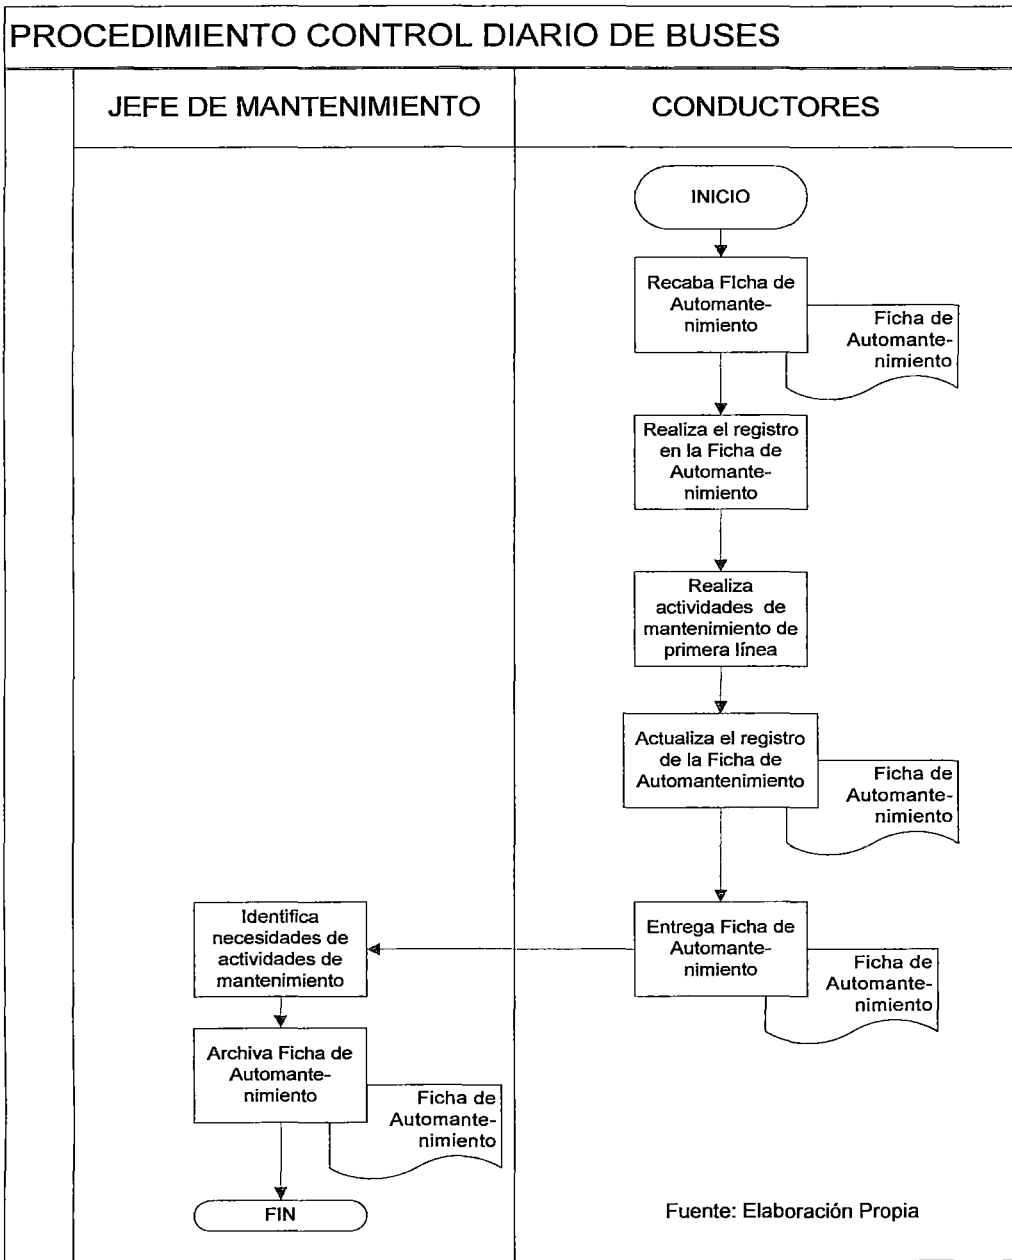 PROCEDIMIENTO CONTROL DIARIO DE BUSES
JEFE DE MANTENIMIENTO
CONDUCTORES
INICIO
Recaba Ficha de
Automante-
nimiento
Ficha de
Automante-
nimiento
Realiza el registro
en la Ficha de
Automante-
nimiento
Realiza
actividades de
mantenimiento de
primera línea
Actualiza el registro
de la Ficha de
Automantenimiento
Ficha de
Automante-
nimiento
Entrega Ficha de
Automante-
nimiento
Ficha de
Automante-
nimiento
Identifica
necesidades de
actividades de
mantenimiento
Archiva Ficha de
Automante-
nimiento
Ficha de
Automante-
nimiento
FIN
Fuente: Elaboración Propia